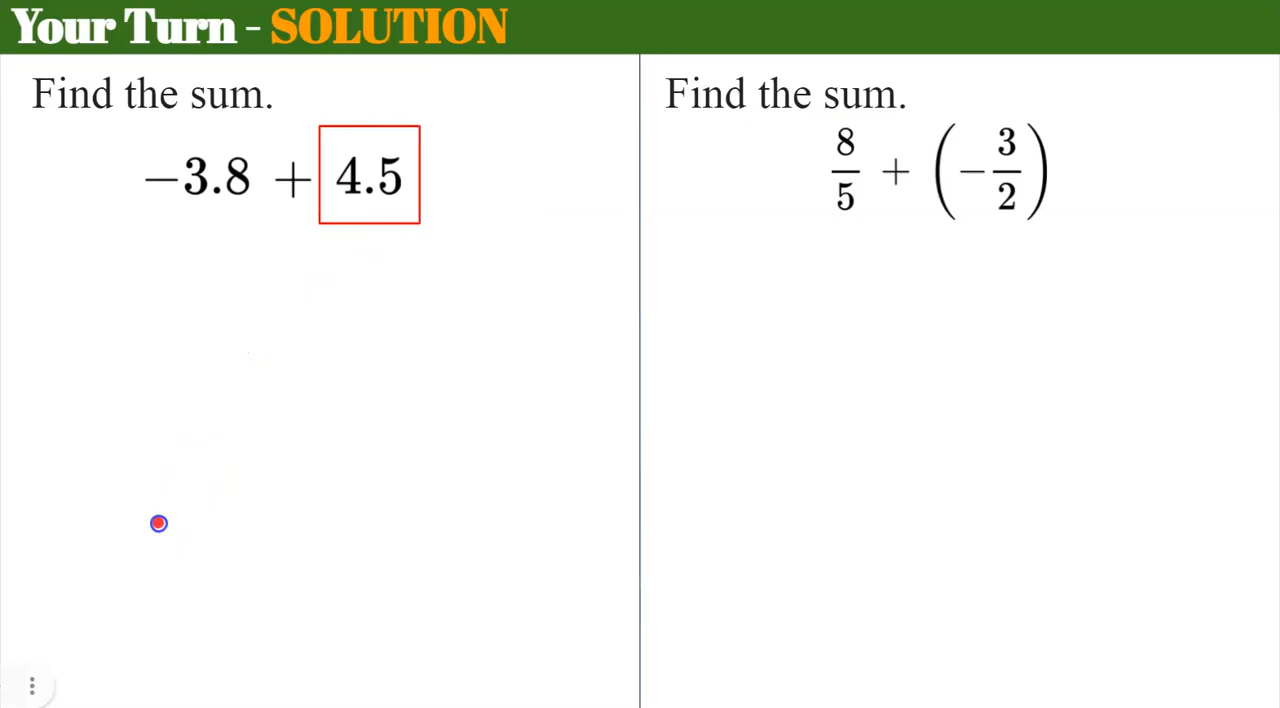 Your Turn - SOLUTION
Find the sum.
−3.8 + 4.5
Find the sum.
8/5 + (−3/2)